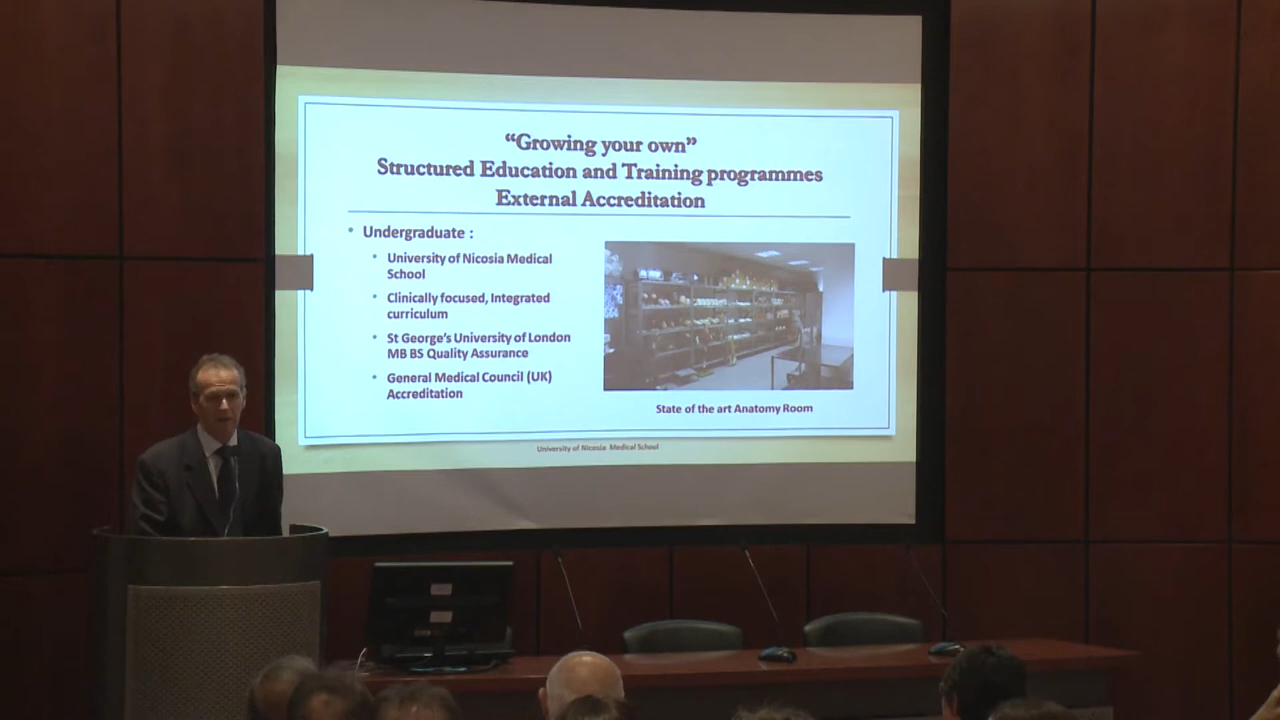 “Growing your own”
Structured Education and Training programmes
External Accreditation
• Undergraduate :
• University of Nicosia Medical
School
• Clinically focused, Integrated
curriculum
• St George's University of London
MB BS Quality Assurance
• General Medical Council (UK)
Accreditation
State of the art Anatomy Room
University of Nicosia Medical School